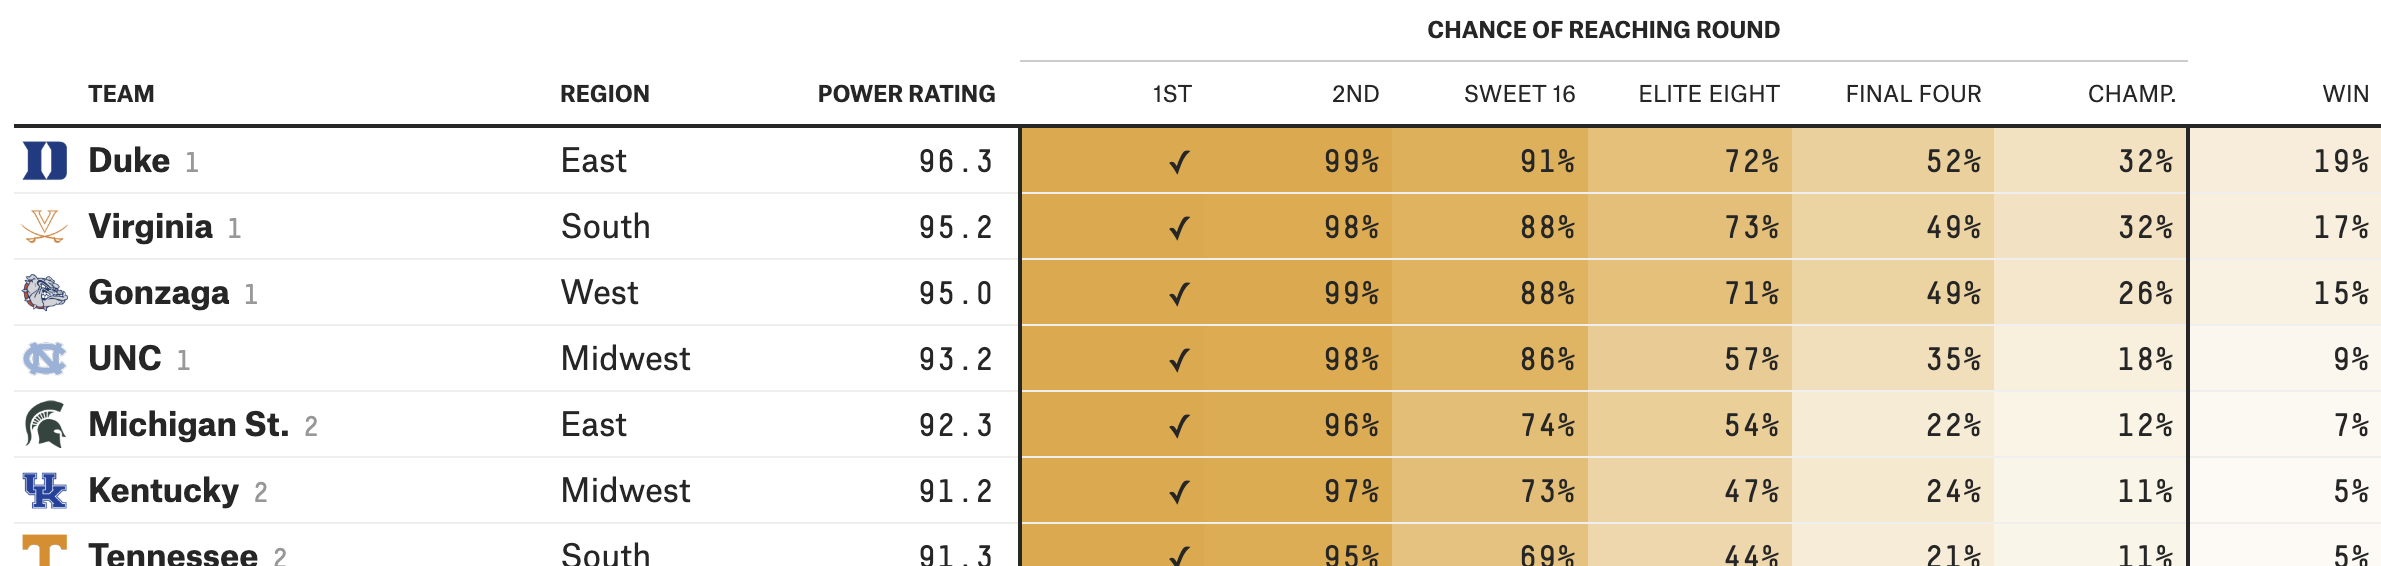 CHANCE OF REACHING ROUND
TEAM REGION POWER RATING 1ST 2ND SWEET 16 ELITE EIGHT FINAL FOUR CHAMP. WIN
Duke 1 East 96.3 ✓ 99% 91% 72% 52% 32% 19%
Virginia 1 South 95.2 ✓ 98% 88% 73% 49% 32% 17%
Gonzaga 1 West 95.0 ✓ 99% 88% 71% 49% 26% 15%
UNC 1 Midwest 93.2 ✓ 98% 86% 57% 35% 18% 9%
Michigan St. 2 East 92.3 ✓ 96% 74% 54% 22% 12% 7%
Kentucky 2 Midwest 91.2 ✓ 97% 73% 47% 24% 11% 5%
Tennessee 2 South 91.3 ✓ 95% 69% 44% 21% 11% 5%